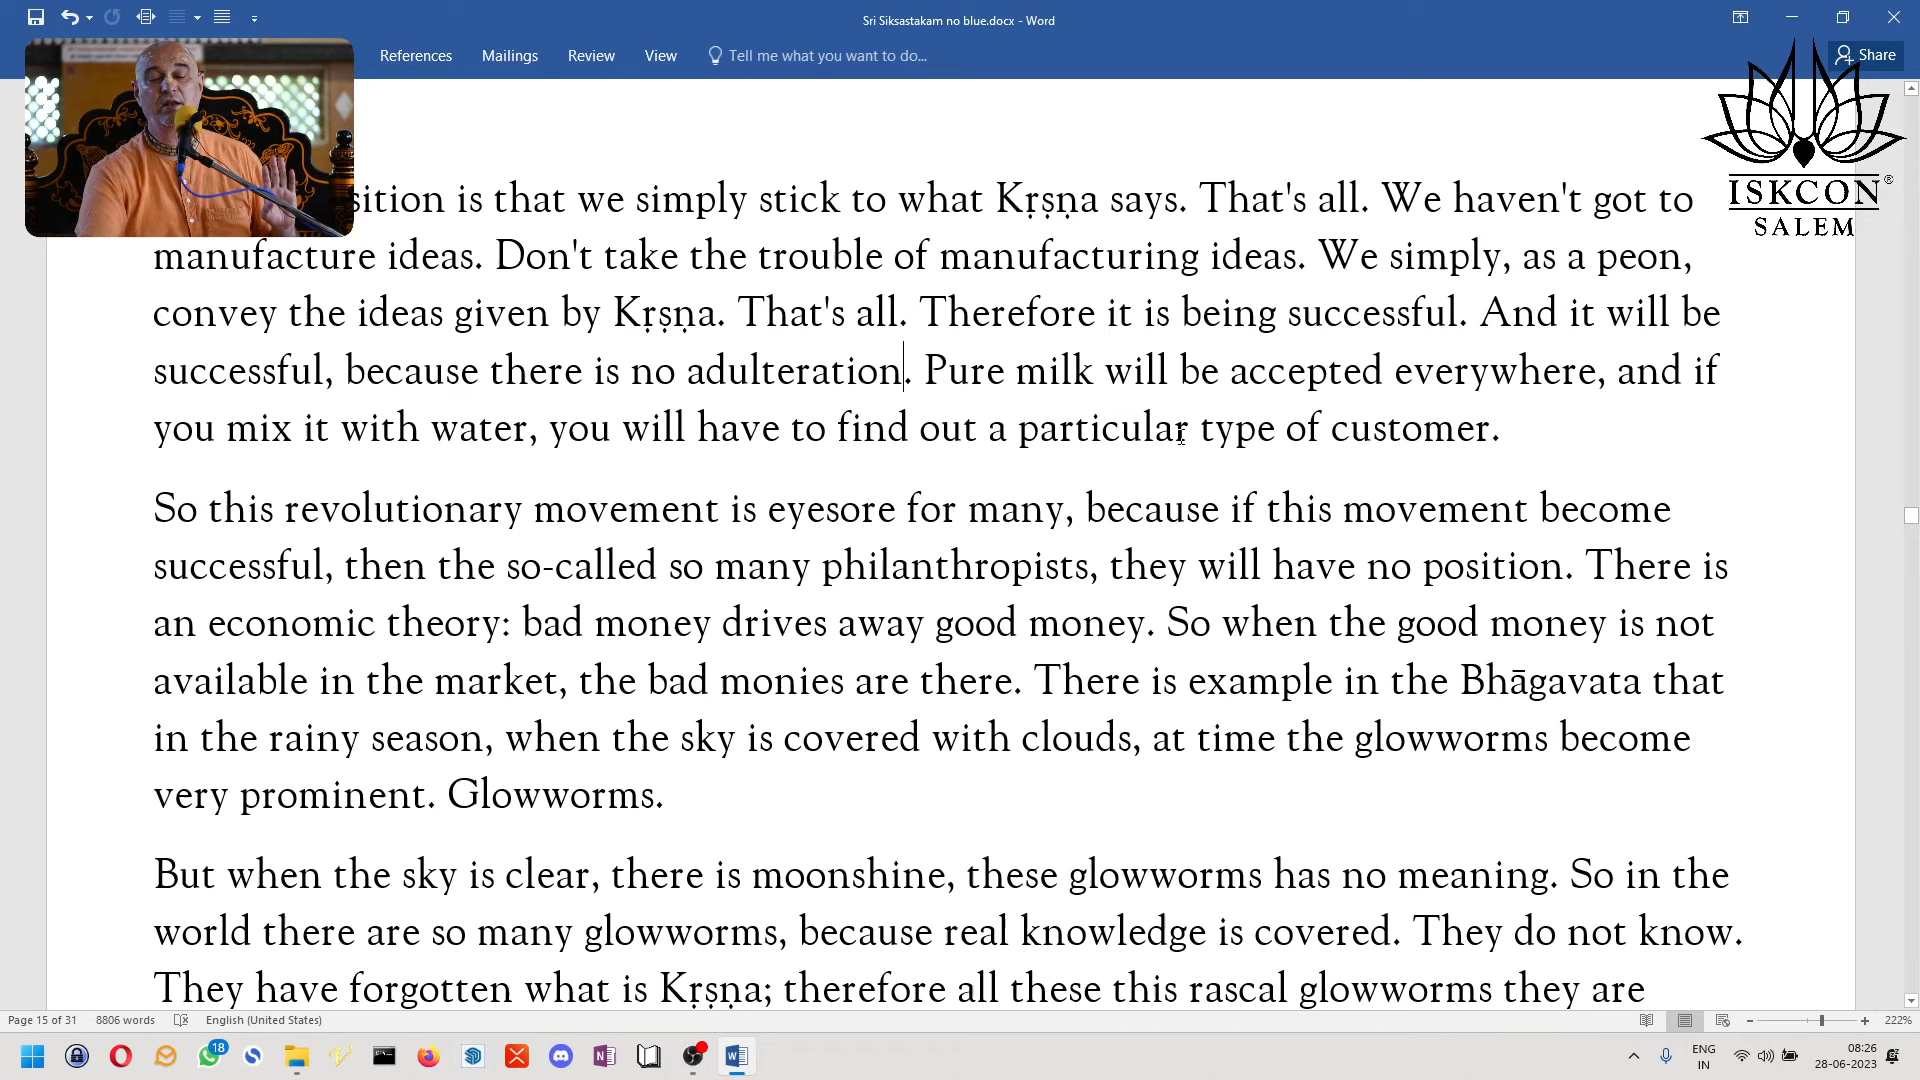 Sri Siksastakam no blue.docx - Word
References Mailings Review View Tell me what you want to do... Share
ISKCON®
SALEM
sition is that we simply stick to what Kṛṣṇa says. That's all. We haven't got to
manufacture ideas. Don't take the trouble of manufacturing ideas. We simply, as a peon,
convey the ideas given by Kṛṣṇa. That's all. Therefore it is being successful. And it will be
successful, because there is no adulteration. Pure milk will be accepted everywhere, and if
you mix it with water, you will have to find out a particular type of customer.
So this revolutionary movement is eyesore for many, because if this movement become
successful, then the so-called so many philanthropists, they will have no position. There is
an economic theory: bad money drives away good money. So when the good money is not
available in the market, the bad monies are there. There is example in the Bhāgavata that
in the rainy season, when the sky is covered with clouds, at time the glowworms become
very prominent. Glowworms.
But when the sky is clear, there is moonshine, these glowworms has no meaning. So in the
world there are so many glowworms, because real knowledge is covered. They do not know.
They have forgotten what is Kṛṣṇa; therefore all these this rascal glowworms they are
Page 15 of 31 8806 words English (United States) 222%
18 ENG 08:26
IN 28-06-2023